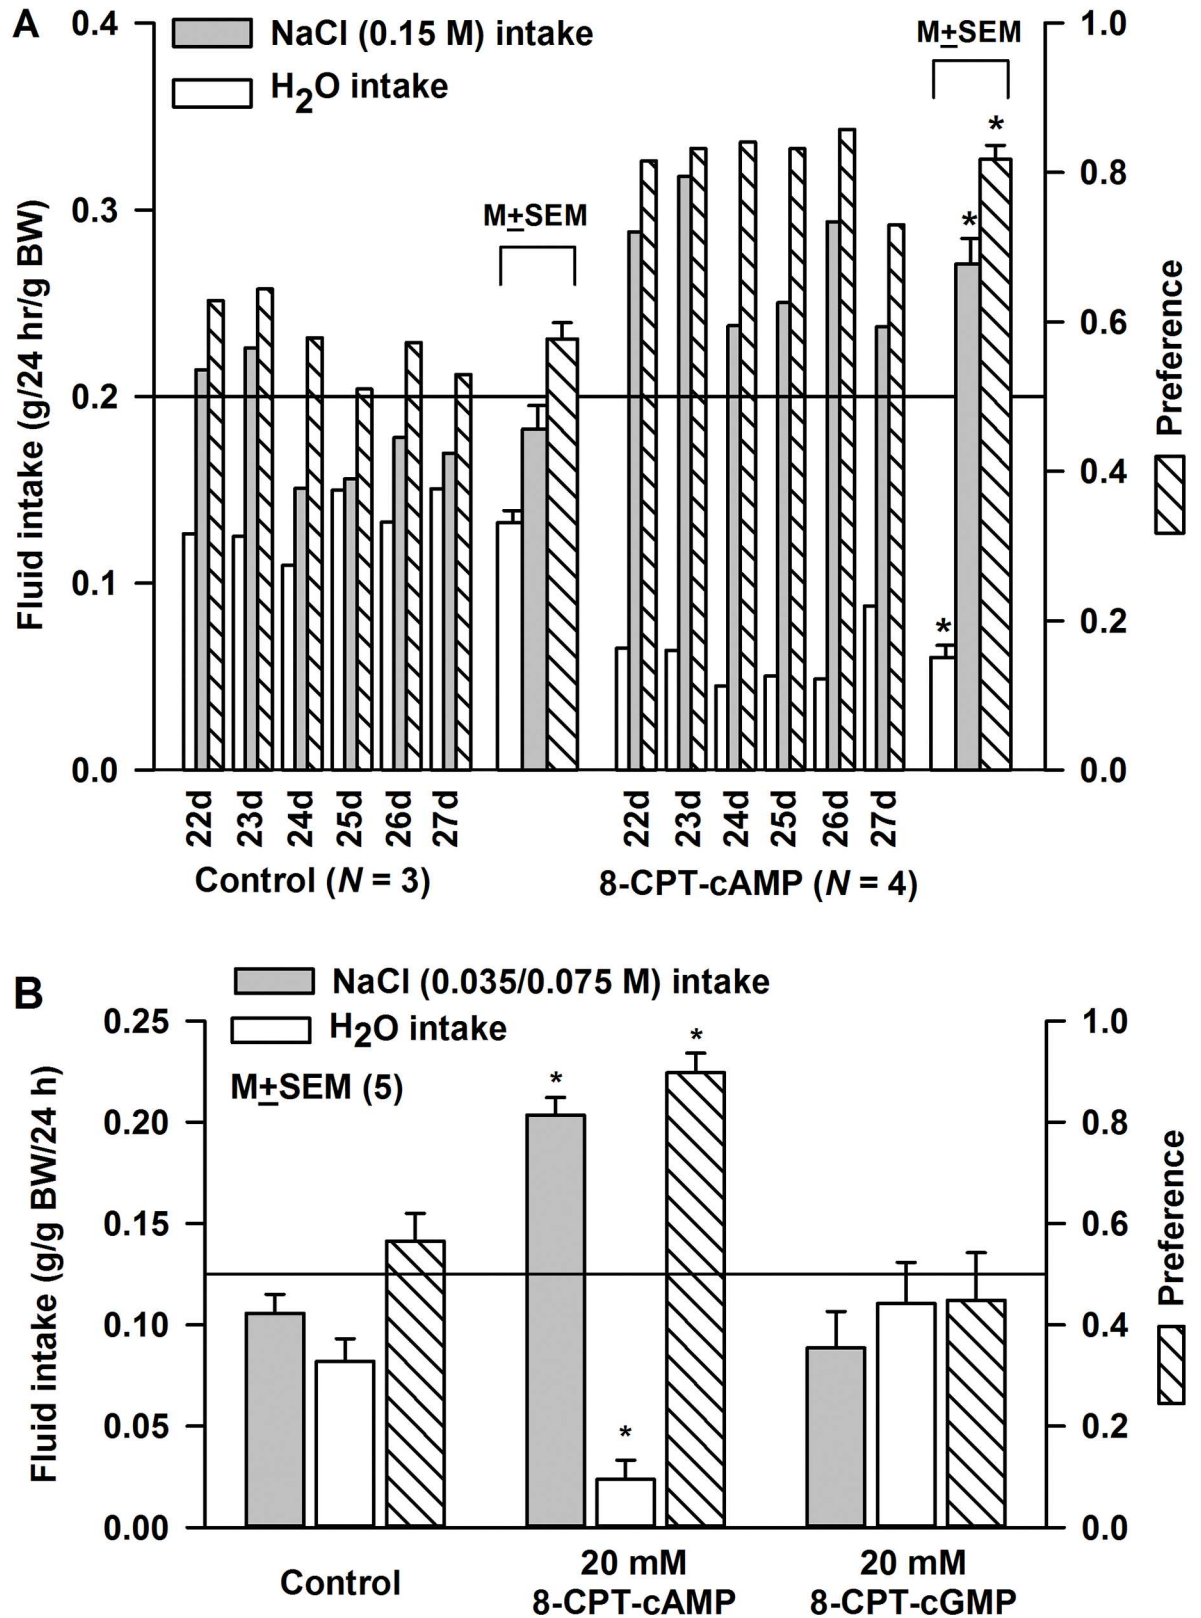 A
NaCl (0.15 M) intake
H2O intake
M±SEM
M±SEM
*
*
*
Fluid intake (g/24 hr/g BW)
0.4
0.3
0.2
0.1
0.0
1.0
0.8
0.6
0.4
0.2
0.0
Preference
22d
23d
24d
25d
26d
27d
22d
23d
24d
25d
26d
27d
Control (N = 3)
8-CPT-cAMP (N = 4)
B
NaCl (0.035/0.075 M) intake
H2O intake
M±SEM (5)
*
*
*
Fluid intake (g/g BW/24 h)
0.25
0.20
0.15
0.10
0.05
0.00
1.0
0.8
0.6
0.4
0.2
0.0
Preference
Control
20 mM
8-CPT-cAMP
20 mM
8-CPT-cGMP